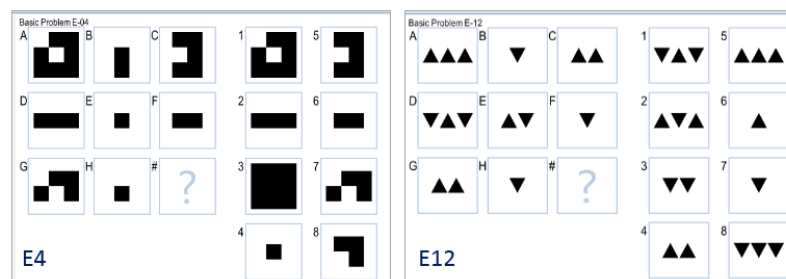 Basic Problem E-04
A B C 1 5
D E F 2 6
G H # ? 3 7
4 8
E4
Basic Problem E-12
A B C 1 5
D E F 2 6
G H # ? 3 7
4 8
E12